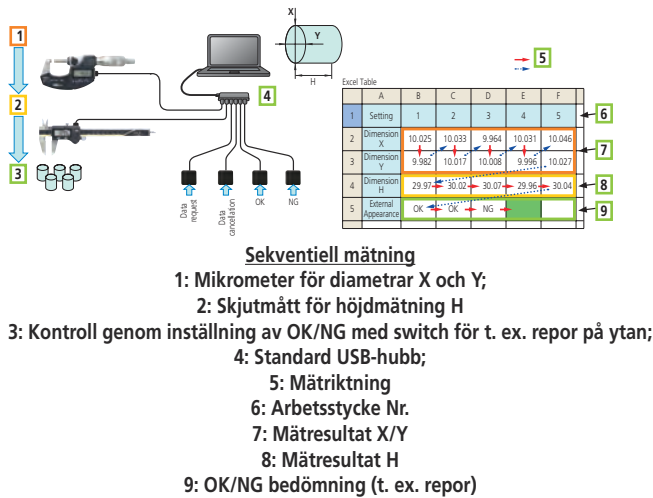 1
2
3
4
X
Y
H
Data request
Data cancellation
OK
NG
5
Excel Table
A B C D E F
1 Setting 1 2 3 4 5
6
2 Dimension X 10.025 10.033 9.964 10.031 10.046
7
3 Dimension Y 9.982 10.017 10.008 9.996 10.027
4 Dimension H 29.97 30.02 30.07 29.96 30.04
8
5 External Appearance OK OK NG
9
Sekventiell mätning
1: Mikrometer för diametrar X och Y;
2: Skjutmått för höjdmätning H
3: Kontroll genom inställning av OK/NG med switch för t. ex. repor på ytan;
4: Standard USB-hubb;
5: Mätriktning
6: Arbetsstycke Nr.
7: Mätresultat X/Y
8: Mätresultat H
9: OK/NG bedömning (t. ex. repor)